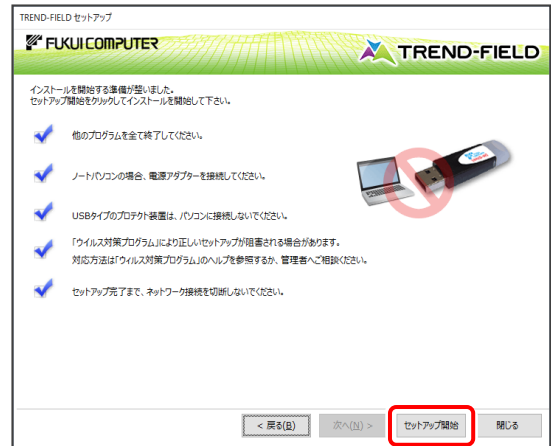 TREND-FIELD セットアップ
FUKUI COMPUTER
TREND-FIELD
インストールを開始する準備が整いました。
セットアップ開始をクリックしてインストールを開始して下さい。
他のプログラムを全て終了してください。
ノートパソコンの場合、電源アダプターを接続してください。
USBタイプのプロテクト装置は、パソコンに接続しないでください。
「ウイルス対策プログラム」により正しいセットアップが阻害される場合があります。
対応方法は「ウィルス対策プログラム」のヘルプを参照するか、管理者へご相談ください。
セットアップ完了まで、ネットワーク接続を切断しないでください。
< 戻る(B)
次へ(N) >
セットアップ開始
閉じる